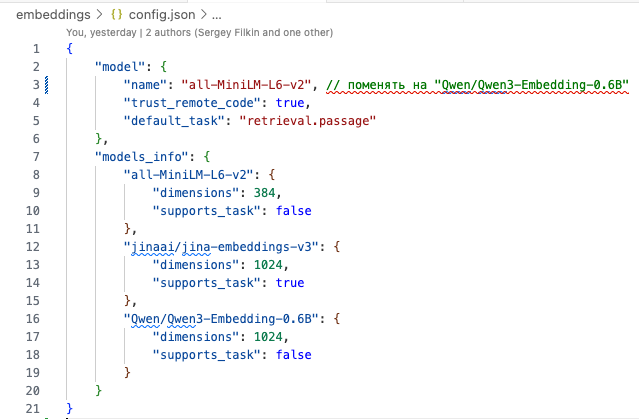 embeddings > {} config.json > ...
You, yesterday | 2 authors (Sergey Filkin and one other)
1 {
2 "model": {
3 "name": "all-MiniLM-L6-v2", // поменять на "Qwen/Qwen3-Embedding-0.6B"
4 "trust_remote_code": true,
5 "default_task": "retrieval.passage"
6 },
7 "models_info": {
8 "all-MiniLM-L6-v2": {
9 "dimensions": 384,
10 "supports_task": false
11 },
12 "jinaai/jina-embeddings-v3": {
13 "dimensions": 1024,
14 "supports_task": true
15 },
16 "Qwen/Qwen3-Embedding-0.6B": {
17 "dimensions": 1024,
18 "supports_task": false
19 }
20 }
21 }